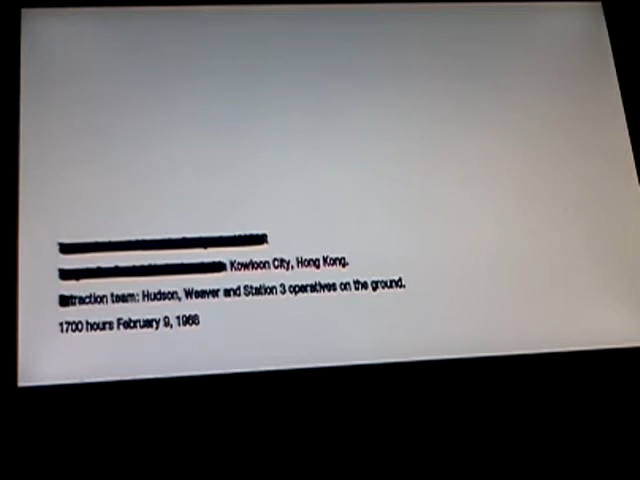 Kowloon City, Hong Kong.
traction team: Hudson, Weaver and Station 3 operatives on the ground.
1700 hours February 9, 1968